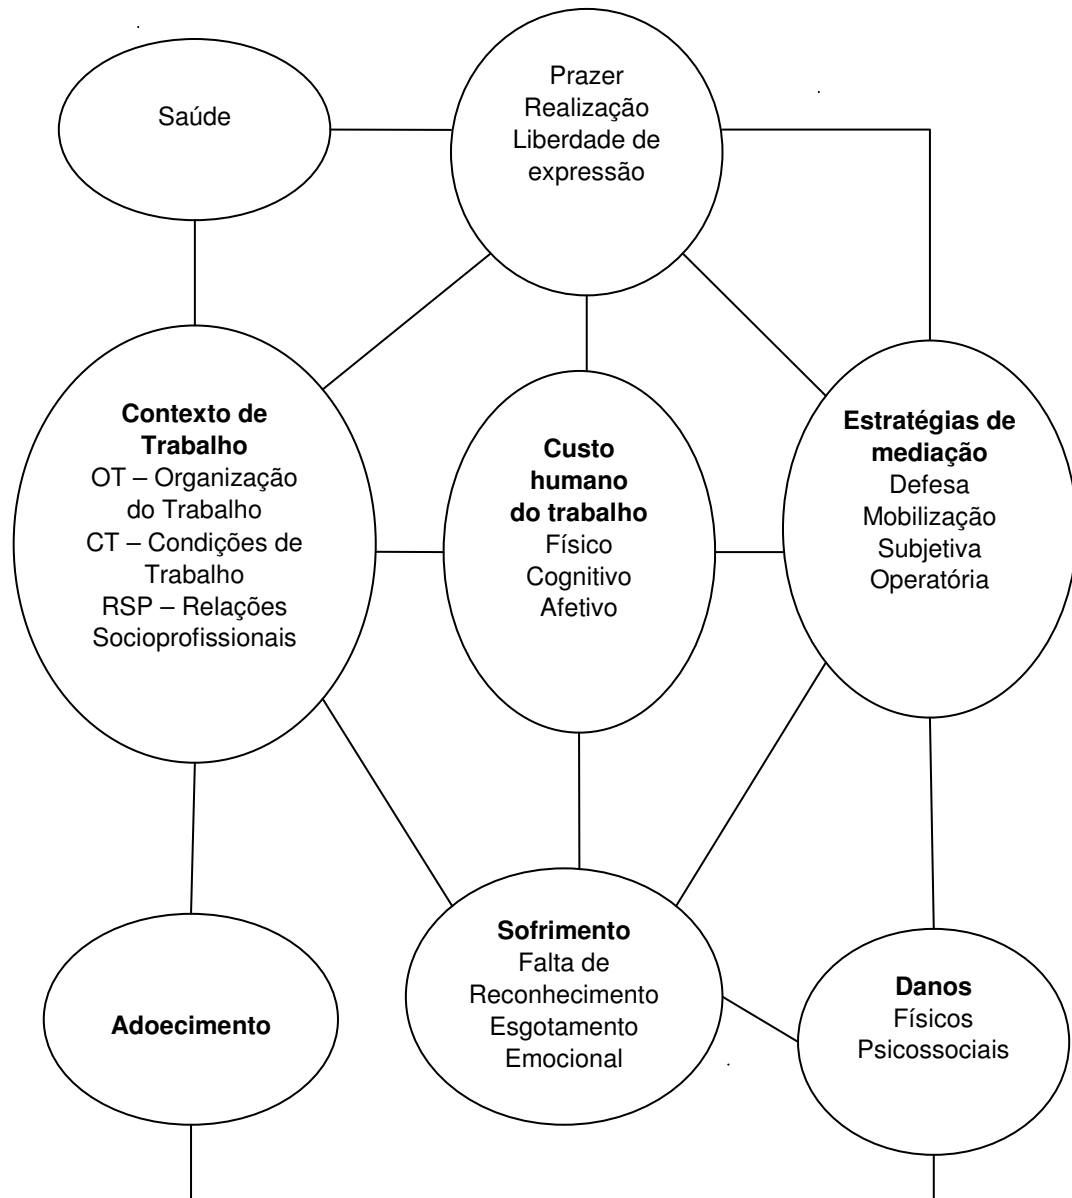 Saúde
Prazer
Realização
Liberdade de
expressão
Contexto de
Trabalho
OT – Organização
do Trabalho
CT – Condições de
Trabalho
RSP – Relações
Socioprofissionais
Custo
humano
do trabalho
Físico
Cognitivo
Afetivo
Estratégias de
mediação
Defesa
Mobilização
Subjetiva
Operatória
Adoecimento
Sofrimento
Falta de
Reconhecimento
Esgotamento
Emocional
Danos
Físicos
Psicossociais